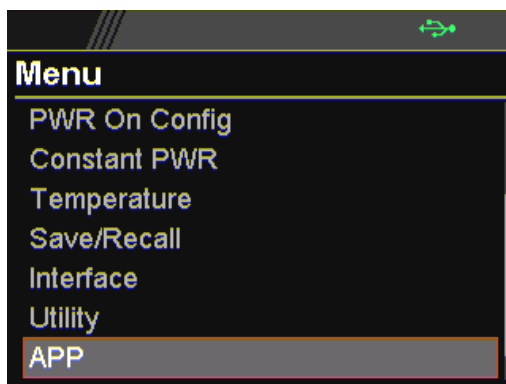 Menu
PWR On Config
Constant PWR
Temperature
Save/Recall
Interface
Utility
APP